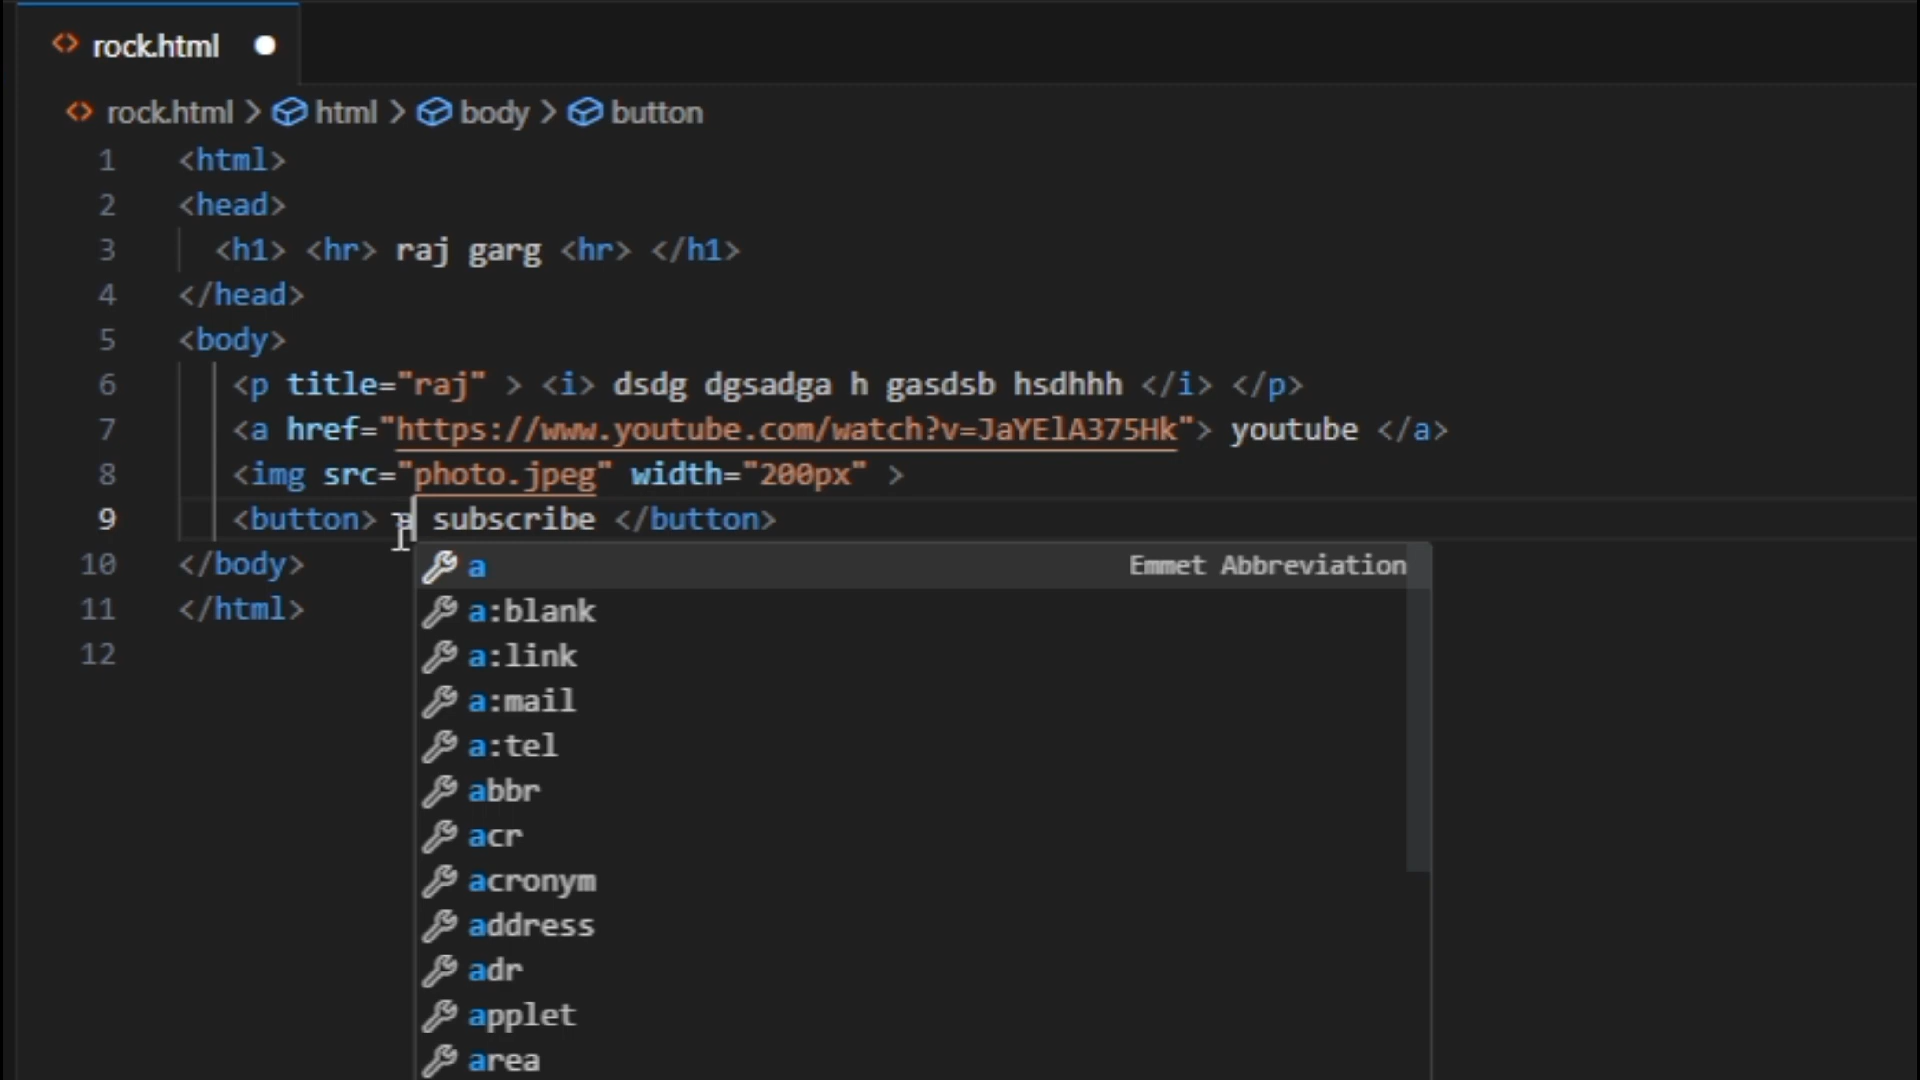 rock.html
rock.html > html > body > button
1 <html>
2 <head>
3 <h1> <hr> raj garg <hr> </h1>
4 </head>
5 <body>
6 <p title="raj" > <i> dsdg dgsadga h gasdsb hsdhhh </i> </p>
7 <a href="https://www.youtube.com/watch?v=JaYElA375Hk"> youtube </a>
8 <img src="photo.jpeg" width="200px" >
9 <button> a subscribe </button>
10 </body>
11 </html>
12
a Emmet Abbreviation
a:blank
a:link
a:mail
a:tel
abbr
acr
acronym
address
adr
applet
area